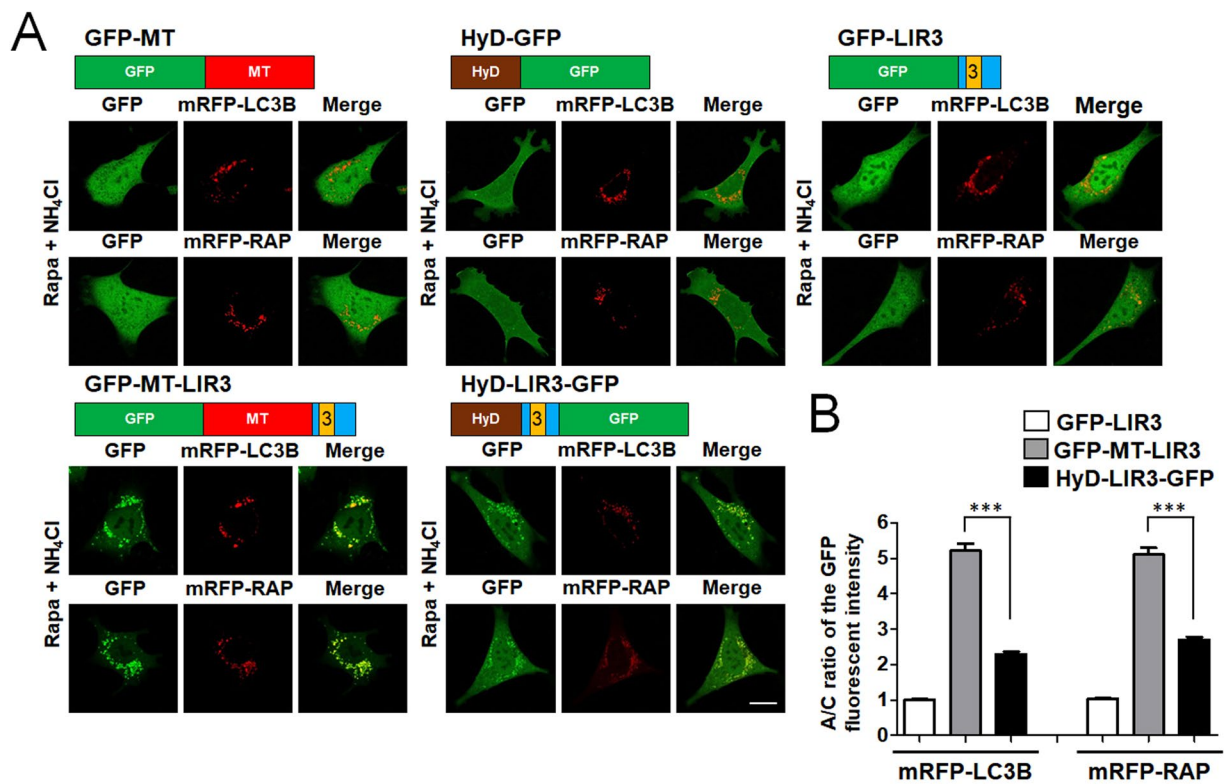 A
GFP-MT
GFP MT
GFP mRFP-LC3B Merge
Rapa + NH₄Cl
GFP mRFP-RAP Merge
HyD-GFP
HyD GFP
GFP mRFP-LC3B Merge
Rapa + NH₄Cl
GFP mRFP-RAP Merge
GFP-LIR3
GFP 3
GFP mRFP-LC3B Merge
Rapa + NH₄Cl
GFP mRFP-RAP Merge
GFP-MT-LIR3
GFP MT 3
GFP mRFP-LC3B Merge
Rapa + NH₄Cl
GFP mRFP-RAP Merge
HyD-LIR3-GFP
HyD 3 GFP
GFP mRFP-LC3B Merge
Rapa + NH₄Cl
GFP mRFP-RAP Merge
B
GFP-LIR3
GFP-MT-LIR3
HyD-LIR3-GFP
A/C ratio of the GFP
fluorescent intensity
6
5
4
3
2
1
0
*** ***
mRFP-LC3B mRFP-RAP